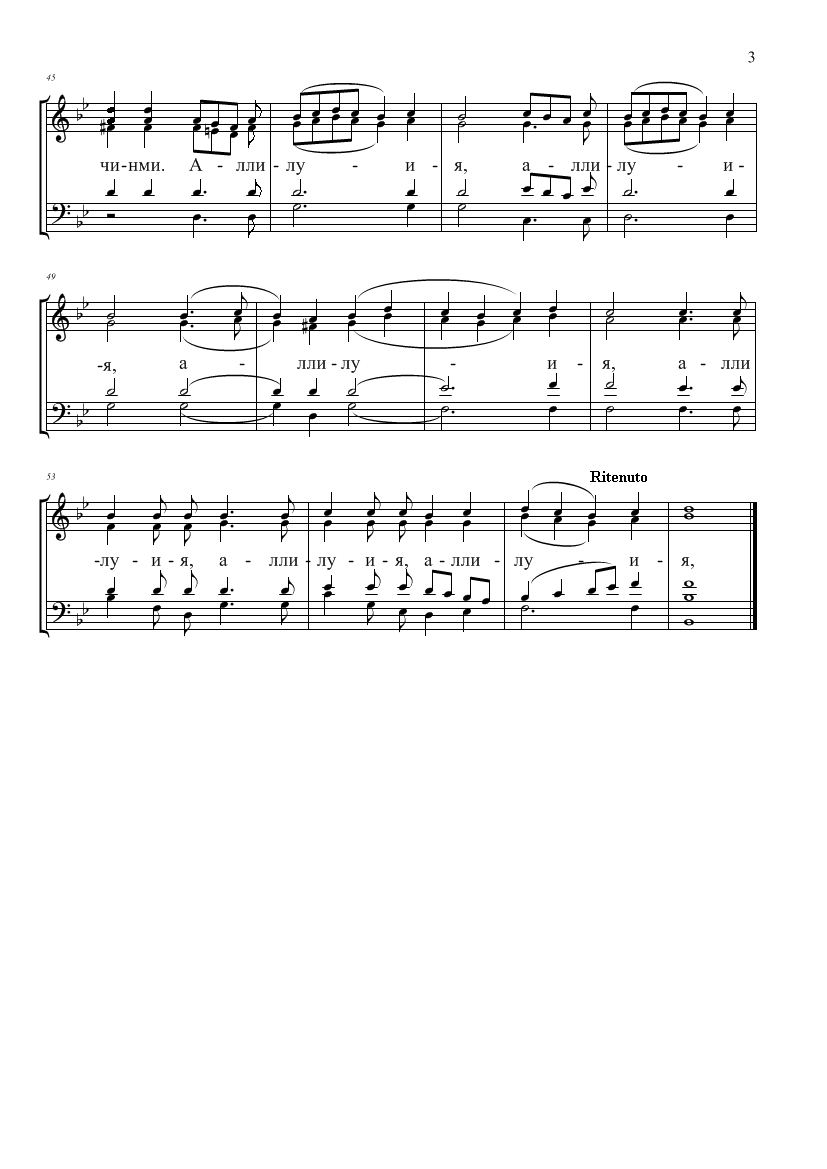 3
45
чи-нми. А - лли - лу - и - я, а - лли - лу - и -
49
-я, а - лли - лу - и - я, а - лли
53
Ritenuto
-лу - и - я, а - лли - лу - и - я, а - лли - лу - и - я,